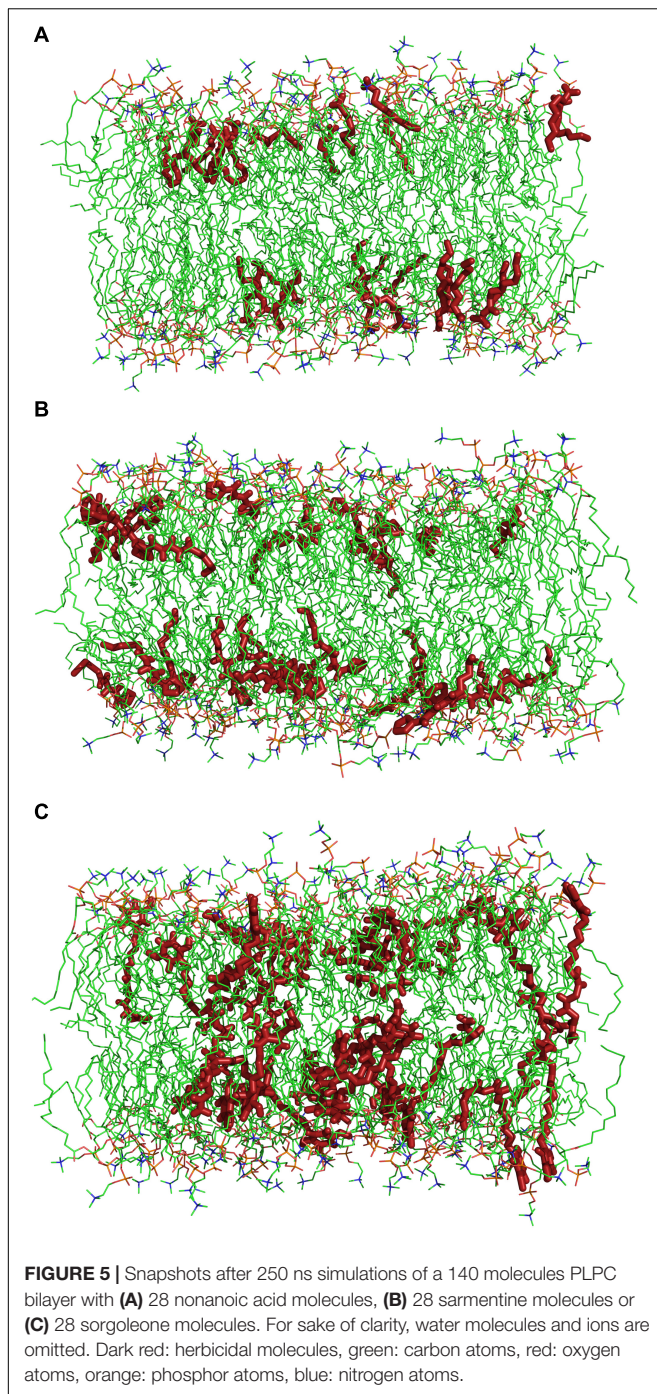 A
B
C
FIGURE 5 | Snapshots after 250 ns simulations of a 140 molecules PLPC
bilayer with (A) 28 nonanoic acid molecules, (B) 28 sarmentine molecules or
(C) 28 sorgoleone molecules. For sake of clarity, water molecules and ions are
omitted. Dark red: herbicidal molecules, green: carbon atoms, red: oxygen
atoms, orange: phosphor atoms, blue: nitrogen atoms.